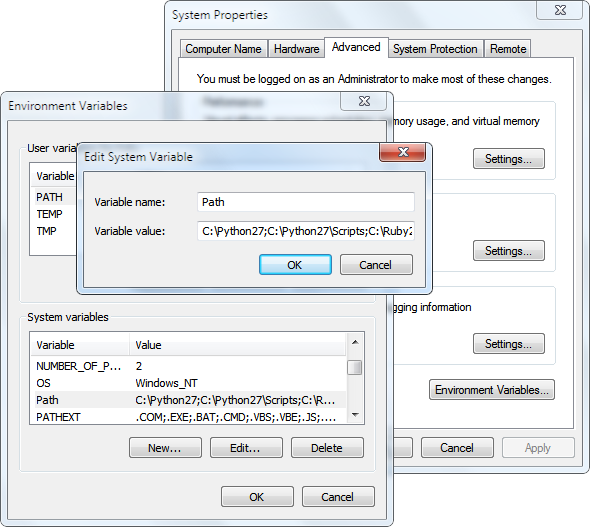 System Properties
Computer Name Hardware Advanced System Protection Remote
You must be logged on as an Administrator to make most of these changes.
Performance
memory usage, and virtual memory
Settings...
Settings...
gging information
Settings...
Environment Variables...
Cancel Apply
Environment Variables
User variables
Variable
PATH
TEMP
TMP
System variables
Variable Value
NUMBER_OF_P... 2
OS Windows_NT
Path C:\Python27;C:\Python27\Scripts;C:\R...
PATHEXT .COM;.EXE;.BAT;.CMD;.VBS;.VBE;.JS;....
New... Edit... Delete
OK Cancel
Edit System Variable
Variable name: Path
Variable value: C:\Python27;C:\Python27\Scripts;C:\Ruby2
OK Cancel